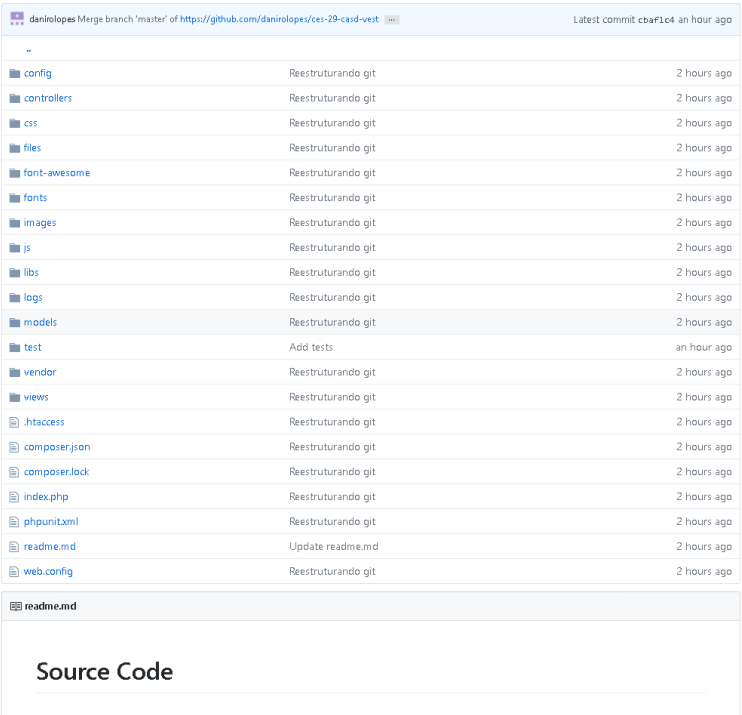 danirolopes Merge branch 'master' of https://github.com/danirolopes/ces-29-casd-vest ... Latest commit cbaf1c4 an hour ago
..
config Reestruturando git 2 hours ago
controllers Reestruturando git 2 hours ago
css Reestruturando git 2 hours ago
files Reestruturando git 2 hours ago
font-awesome Reestruturando git 2 hours ago
fonts Reestruturando git 2 hours ago
images Reestruturando git 2 hours ago
js Reestruturando git 2 hours ago
libs Reestruturando git 2 hours ago
logs Reestruturando git 2 hours ago
models Reestruturando git 2 hours ago
test Add tests an hour ago
vendor Reestruturando git 2 hours ago
views Reestruturando git 2 hours ago
.htaccess Reestruturando git 2 hours ago
composer.json Reestruturando git 2 hours ago
composer.lock Reestruturando git 2 hours ago
index.php Reestruturando git 2 hours ago
phpunit.xml Reestruturando git 2 hours ago
readme.md Update readme.md 2 hours ago
web.config Reestruturando git 2 hours ago
readme.md
Source Code